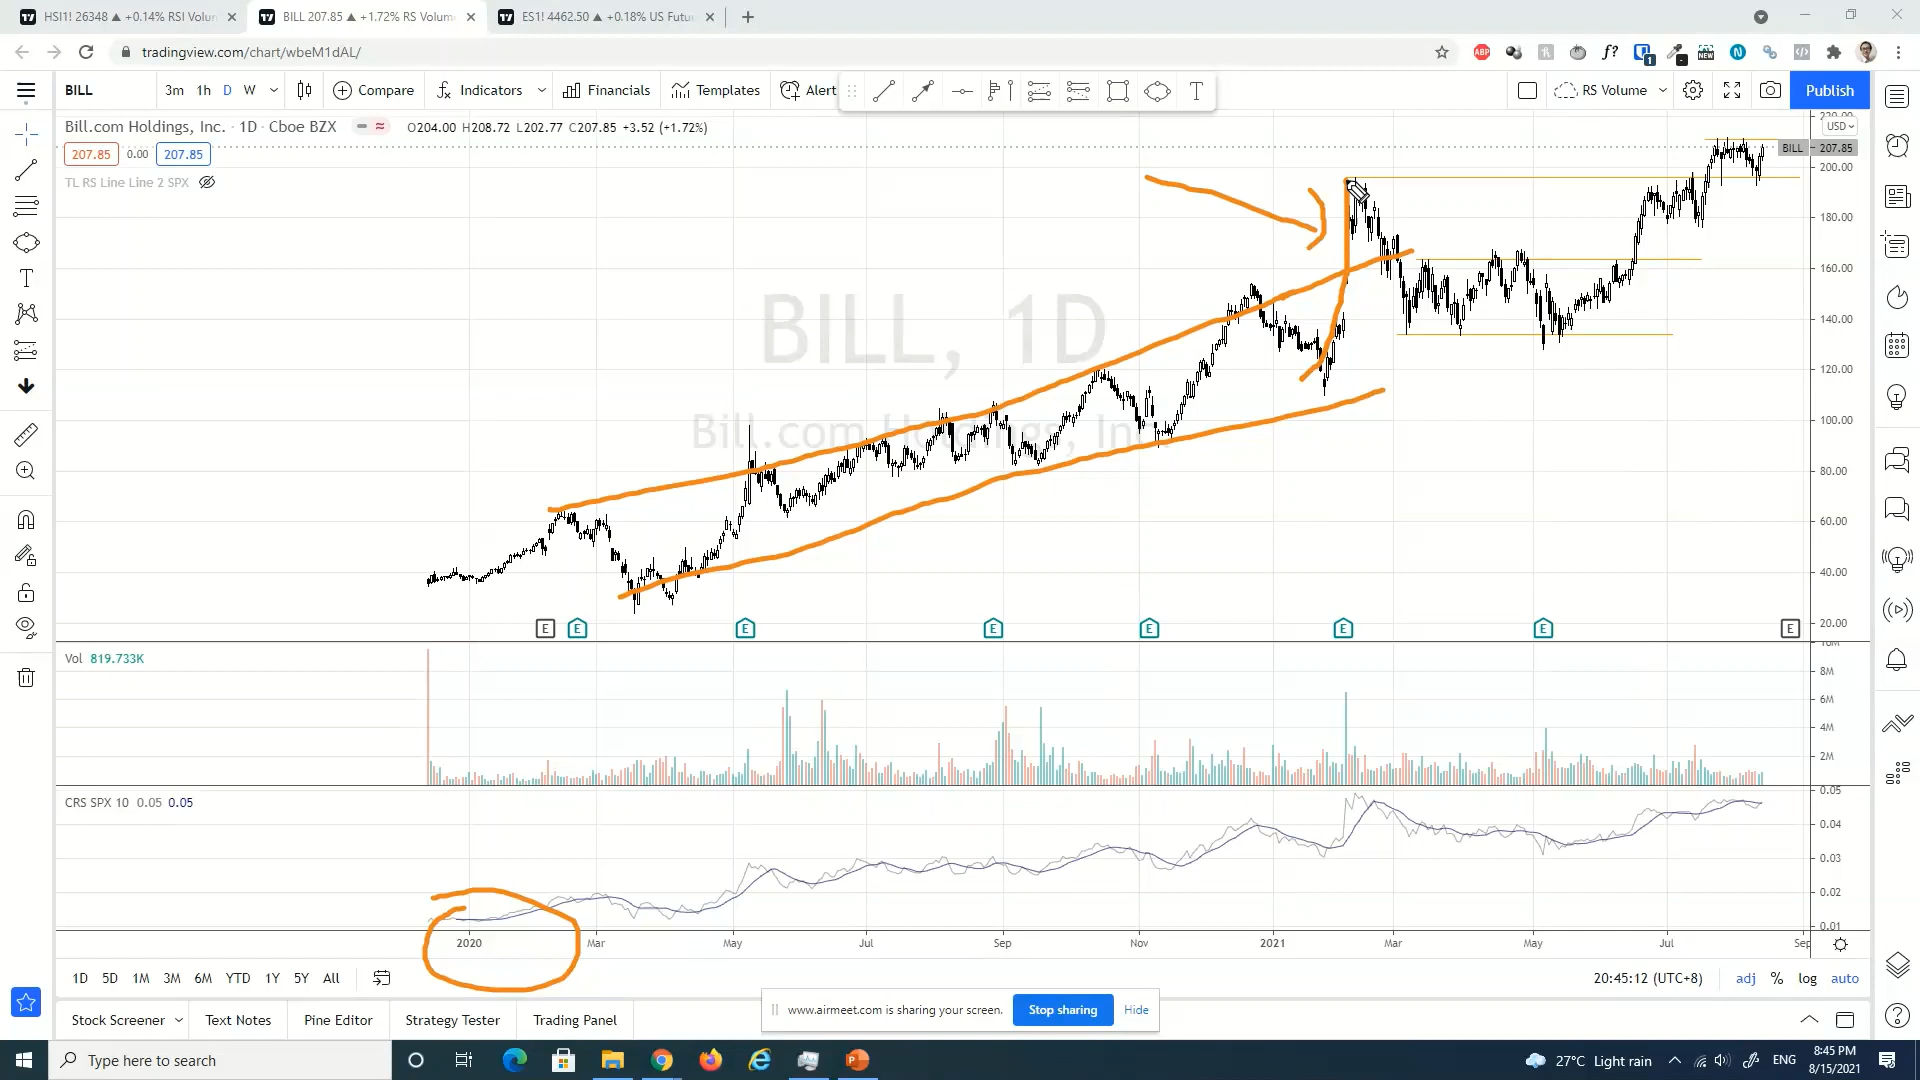 HSI1! 26348 ▲ +0.14% RSI Volun
BILL 207.85 ▲ +1.72% RS Volume
ES1! 4462.50 ▲ +0.18% US Futu
tradingview.com/chart/wbeM1dAL/
BILL 3m 1h D W Compare Indicators Financials Templates Alert RS Volume Publish
Bill.com Holdings, Inc. · 1D · Cboe BZX O204.00 H208.72 L202.77 C207.85 +3.52 (+1.72%)
207.85 0.00 207.85
TL RS Line Line 2 SPX
BILL, 1D
Bill.com Holdings, Inc
220.00
USD
BILL 207.85
200.00
180.00
160.00
140.00
120.00
100.00
80.00
60.00
40.00
20.00
E E E E E E E E
Vol 819.733K
10M
8M
6M
4M
2M
CRS SPX 10 0.05 0.05
0.05
0.04
0.03
0.02
0.01
2020 Mar May Jul Sep Nov 2021 Mar May Jul Sep
1D 5D 1M 3M 6M YTD 1Y 5Y All
20:45:12 (UTC+8) adj % log auto
www.airmeet.com is sharing your screen. Stop sharing Hide
Stock Screener Text Notes Pine Editor Strategy Tester Trading Panel
Type here to search
27°C Light rain ENG 8:45 PM
8/15/2021